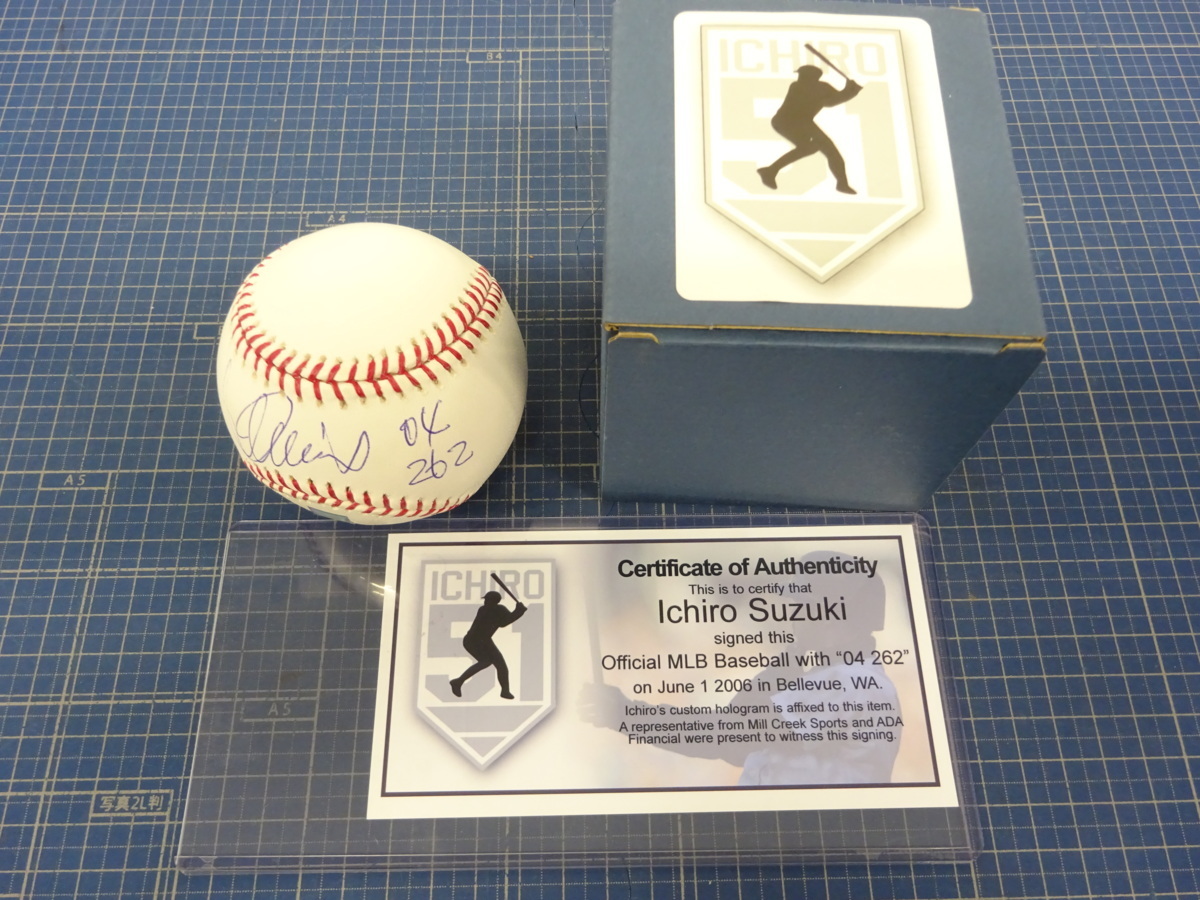 B4
ICHIRO
51
A4
Ichiro
04
262
A5
Certificate of Authenticity
This is to certify that
Ichiro Suzuki
signed this
Official MLB Baseball with “04 262”
on June 1 2006 in Bellevue, WA.
Ichiro's custom hologram is affixed to this item.
A representative from Mill Creek Sports and ADA
Financial were present to witness this signing.
ICHIRO
51
A5
写真2L判